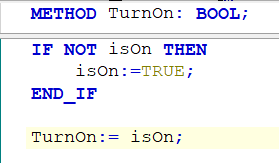 METHOD TurnOn: BOOL;
IF NOT isOn THEN
isOn:=TRUE;
END_IF
TurnOn:= isOn;